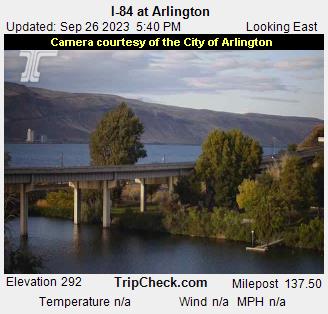 I-84 at Arlington
Updated: Sep 26 2023 5:40 PM Looking East
Camera courtesy of the City of Arlington
Elevation 292 TripCheck.com Milepost 137.50
Temperature n/a Wind n/a MPH n/a